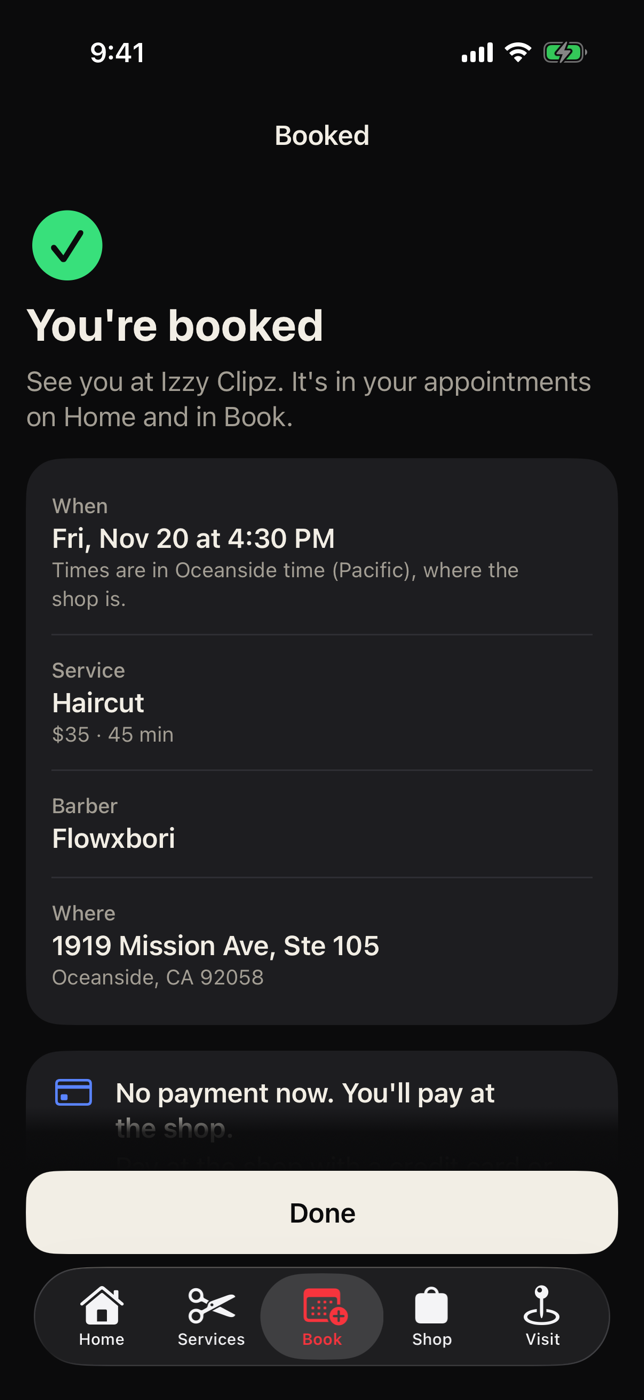 9:41
Booked
You're booked
See you at Izzy Clipz. It's in your appointments
on Home and in Book.
When
Fri, Nov 20 at 4:30 PM
Times are in Oceanside time (Pacific), where the
shop is.
Service
Haircut
$35 · 45 min
Barber
Flowxbori
Where
1919 Mission Ave, Ste 105
Oceanside, CA 92058
No payment now. You'll pay at
the shop.
Done
Home
Services
Book
Shop
Visit